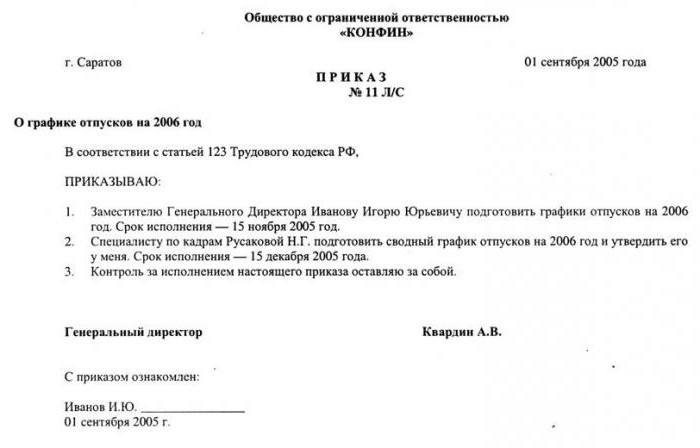 Общество с ограниченной ответственностью
«КОНФИН»
г. Саратов 01 сентября 2005 года
П Р И К А З
№ 11 Л/С
О графике отпусков на 2006 год
В соответствии с статьей 123 Трудового кодекса РФ,
ПРИКАЗЫВАЮ:
1. Заместителю Генерального Директора Иванову Игорю Юрьевичу подготовить графики отпусков на 2006
год. Срок исполнения — 15 ноября 2005 год.
2. Специалисту по кадрам Русаковой Н.Г. подготовить сводный график отпусков на 2006 год и утвердить его
у меня. Срок исполнения — 15 декабря 2005 года.
3. Контроль за исполнением настоящего приказа оставляю за собой.
Генеральный директор Квардин А.В.
С приказом ознакомлен:
Иванов И.Ю. _______________
01 сентября 2005 г.